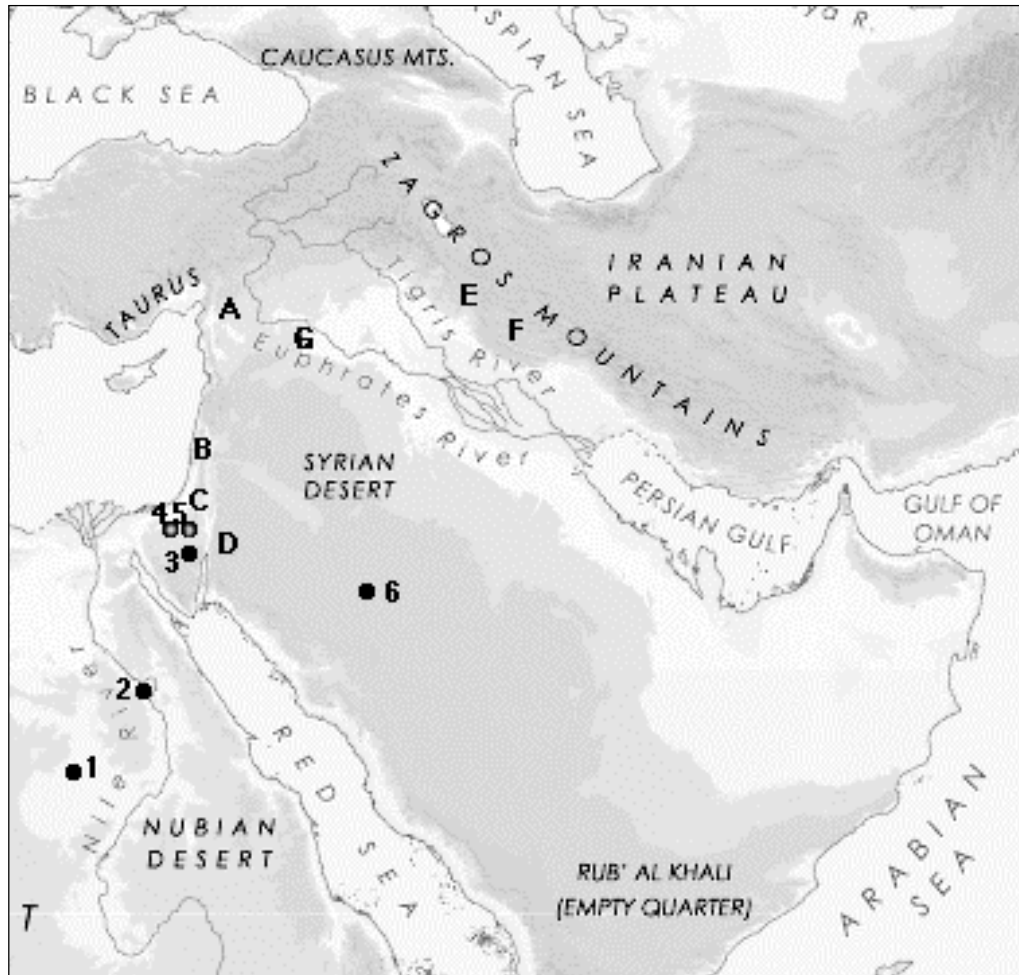 CAUCASUS MTS.
BLACK SEA
SPIAN SEA
ya R.
ZAGROS MOUNTAINS
IRANIAN
PLATEAU
TAURUS
A
E
F
G
Tigris River
Euphrates River
B
SYRIAN
DESERT
C
4
5
D
3
6
PERSIAN GULF
GULF OF
OMAN
2
1
Nile River
RED SEA
NUBIAN
DESERT
RUB' AL KHALI
(EMPTY QUARTER)
ARABIAN
SEA
T